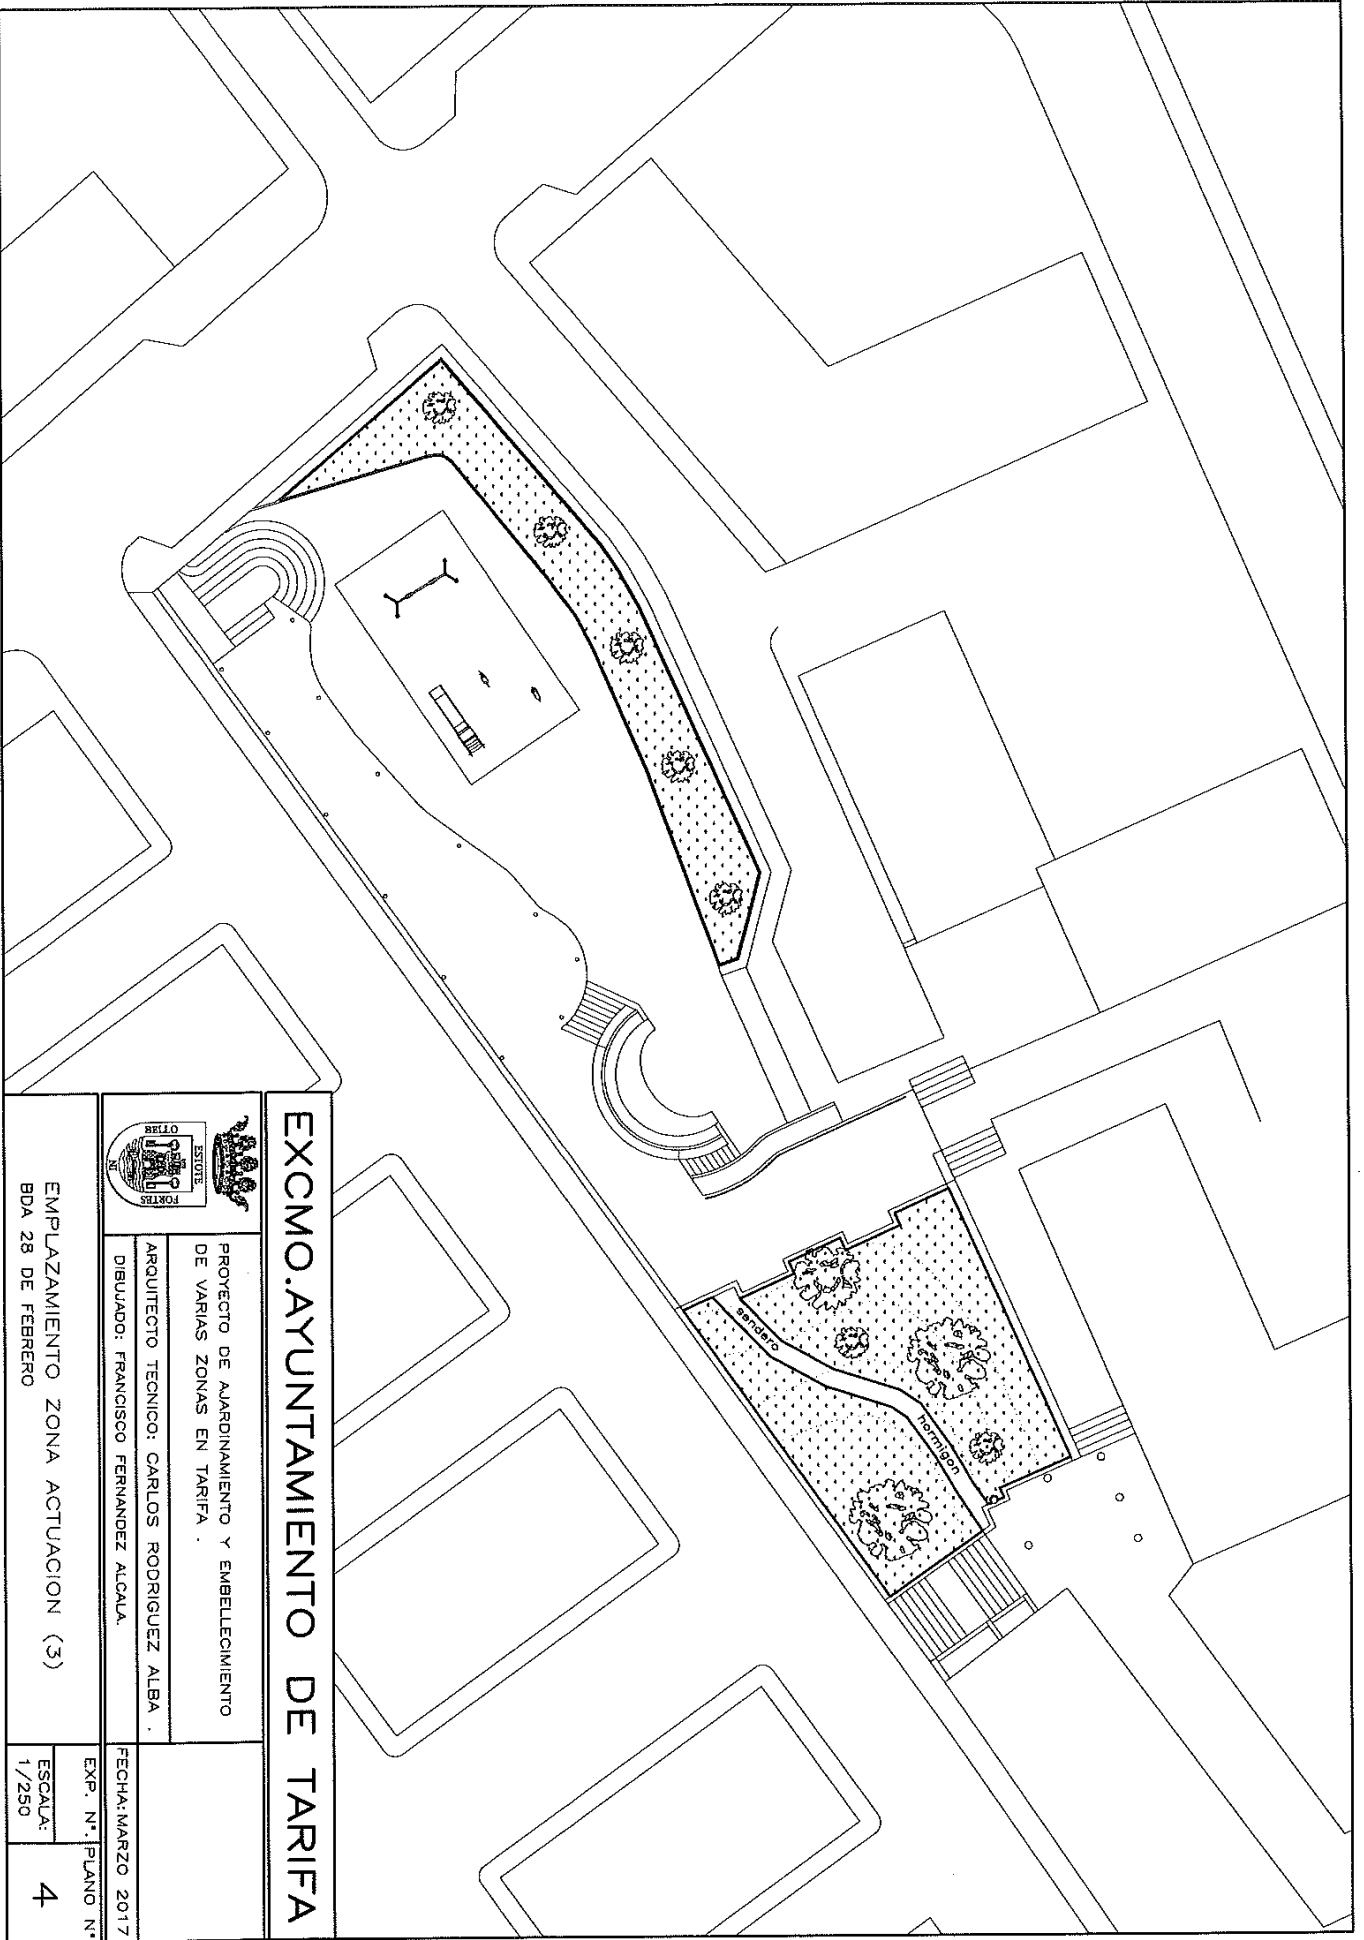 sendero
hormigon
EXCMO.AYUNTAMIENTO DE TARIFA
ESTOTE
FORTES
IN
BELLO
PROYECTO DE AJARDINAMIENTO Y EMBELLECIMIENTO
DE VARIAS ZONAS EN TARIFA .
ARQUITECTO TECNICO: CARLOS RODRIGUEZ ALBA .
DIBUJADO: FRANCISCO FERNANDEZ ALCALA.
FECHA: MARZO 2017
EMPLAZAMIENTO ZONA ACTUACION (3)
BDA 28 DE FEBRERO
EXP. Nº.
PLANO Nº
ESCALA:
1/250
4